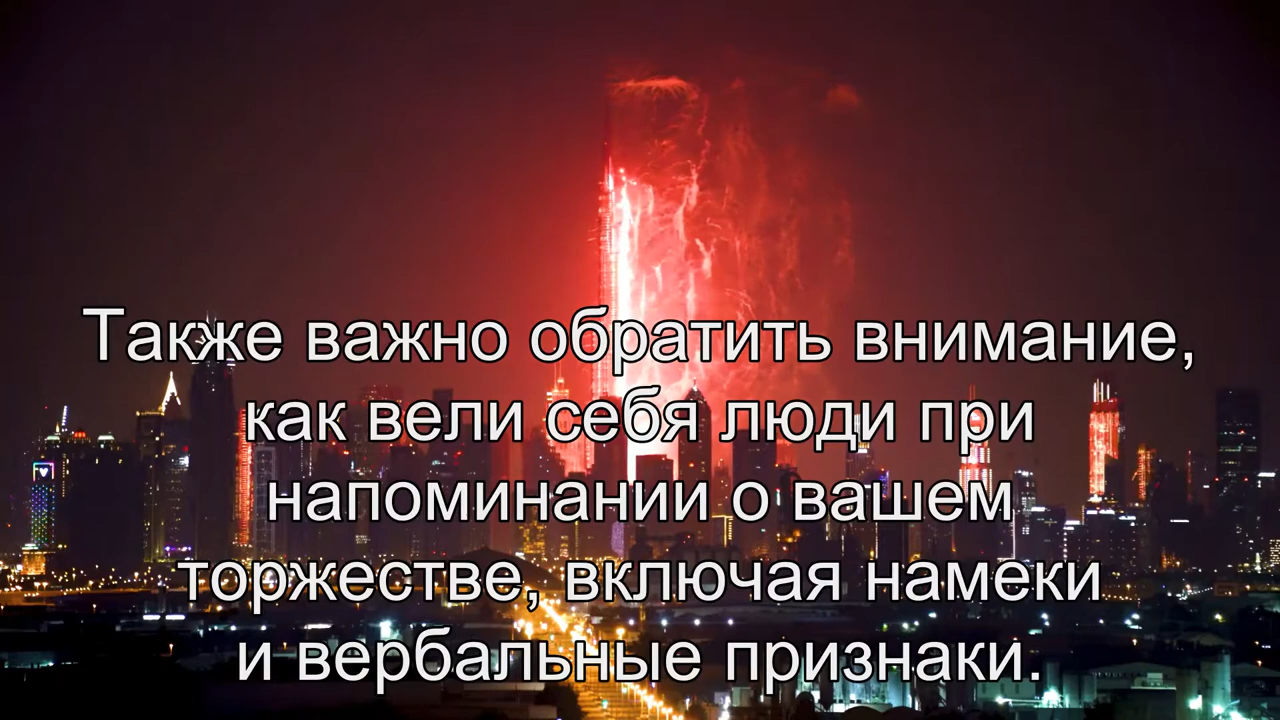 Также важно обратить внимание,
как вели себя люди при
напоминании о вашем
торжестве, включая намеки
и вербальные признаки.